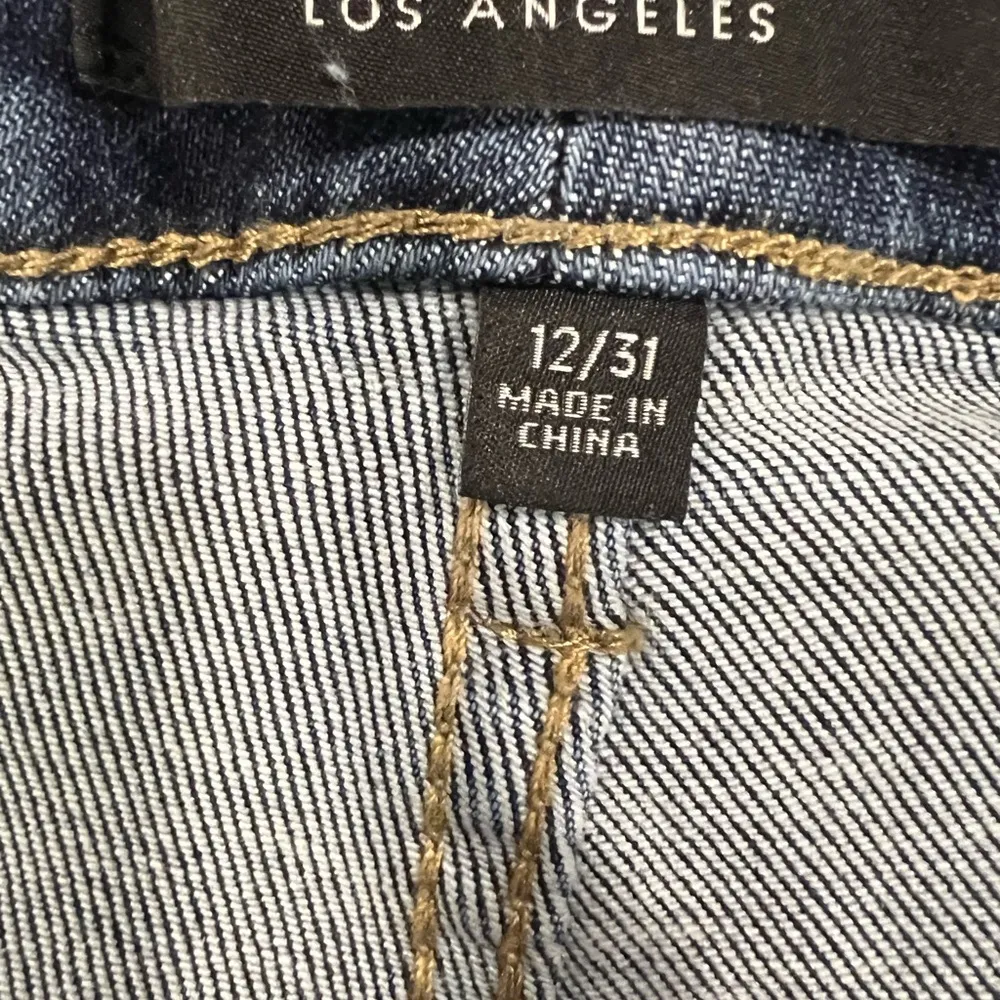 LOS ANGELES
12/31
MADE IN
CHINA